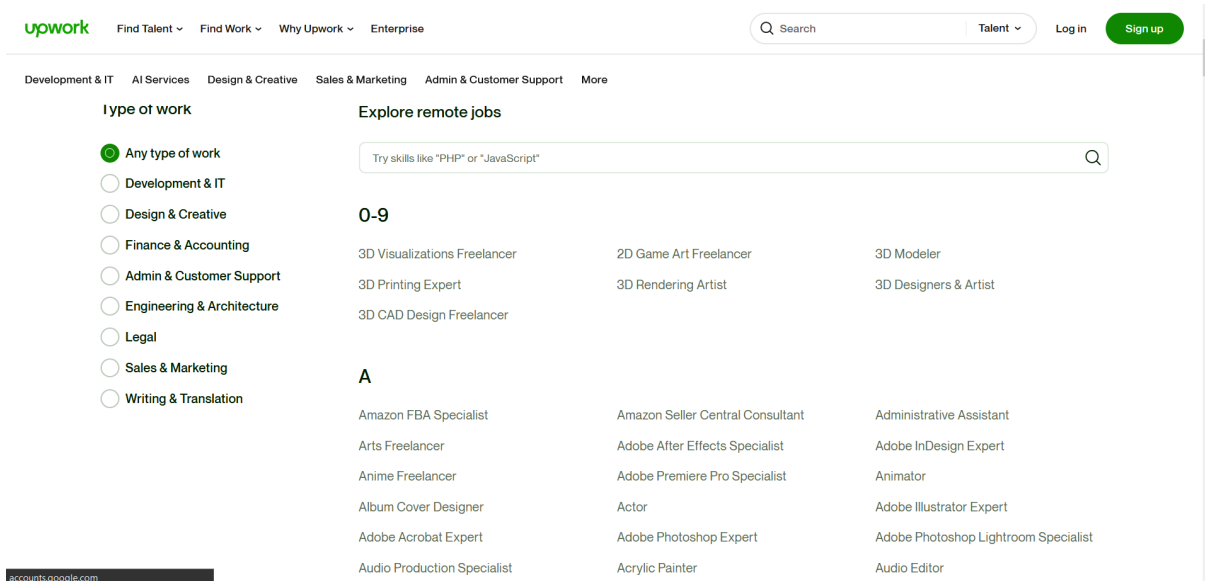 upwork Find Talent Find Work Why Upwork Enterprise Search Talent Log in Sign up
Development & IT AI Services Design & Creative Sales & Marketing Admin & Customer Support More
Type of work
Any type of work
Development & IT
Design & Creative
Finance & Accounting
Admin & Customer Support
Engineering & Architecture
Legal
Sales & Marketing
Writing & Translation
Explore remote jobs
Try skills like "PHP" or "JavaScript"
0-9
3D Visualizations Freelancer 2D Game Art Freelancer 3D Modeler
3D Printing Expert 3D Rendering Artist 3D Designers & Artist
3D CAD Design Freelancer
A
Amazon FBA Specialist Amazon Seller Central Consultant Administrative Assistant
Arts Freelancer Adobe After Effects Specialist Adobe InDesign Expert
Anime Freelancer Adobe Premiere Pro Specialist Animator
Album Cover Designer Actor Adobe Illustrator Expert
Adobe Acrobat Expert Adobe Photoshop Expert Adobe Photoshop Lightroom Specialist
Audio Production Specialist Acrylic Painter Audio Editor
accounts.google.com